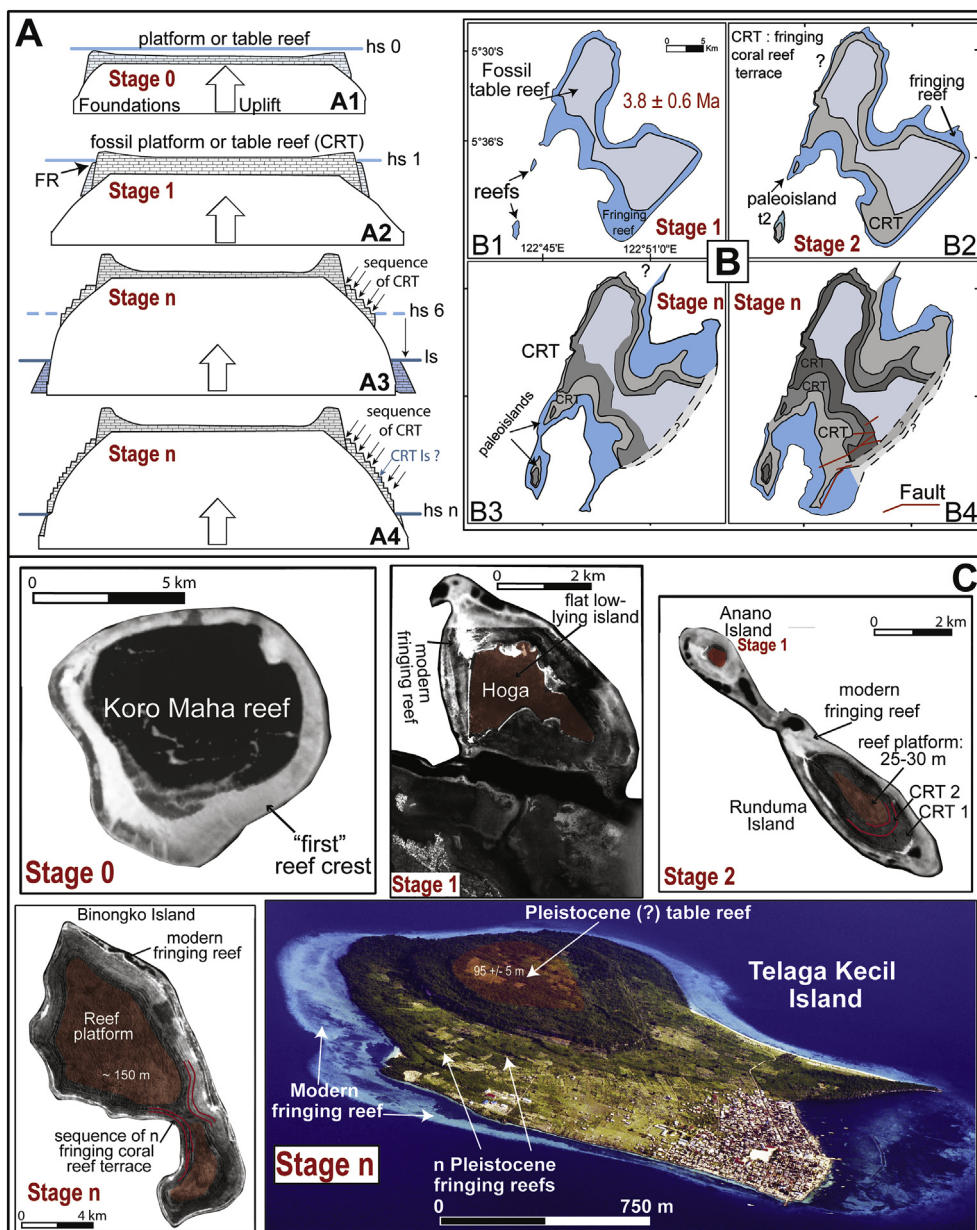 A
platform or table reef
hs 0
Stage 0
Foundations
Uplift
A1
fossil platform or table reef (CRT)
hs 1
FR
Stage 1
A2
sequence
of CRT
Stage n
hs 6
ls
A3
sequence
of CRT
Stage n
CRT ls ?
hs n
A4
B
5°30'S
0 5
Km
Fossil
table reef
3.8 ± 0.6 Ma
5°36'S
reefs
Fringing
reef
Stage 1
B1
122°45'E
122°51'0"E
CRT : fringing
coral reef
terrace
?
fringing
reef
paleoisland
t2
CRT
Stage 2
B2
?
Stage n
CRT
CRT
paleoislands
? ?
B3
Stage n
CRT
CRT
CRT
? ?
Fault
B4
C
0 5 km
Koro Maha reef
"first"
reef crest
Stage 0
0 2 km
flat low-
lying island
modern
fringing reef
Hoga
Stage 1
Anano
Island
Stage 1
0 2 km
modern
fringing reef
reef platform:
25-30 m
CRT 2
CRT 1
Runduma
Island
Stage 2
Binongko Island
modern
fringing reef
Reef
platform
~ 150 m
sequence of n
fringing coral
reef terrace
Stage n
0 4 km
Pleistocene (?) table reef
95 +/- 5 m
Telaga Kecil
Island
Modern
fringing reef
n Pleistocene
fringing reefs
Stage n
0 750 m